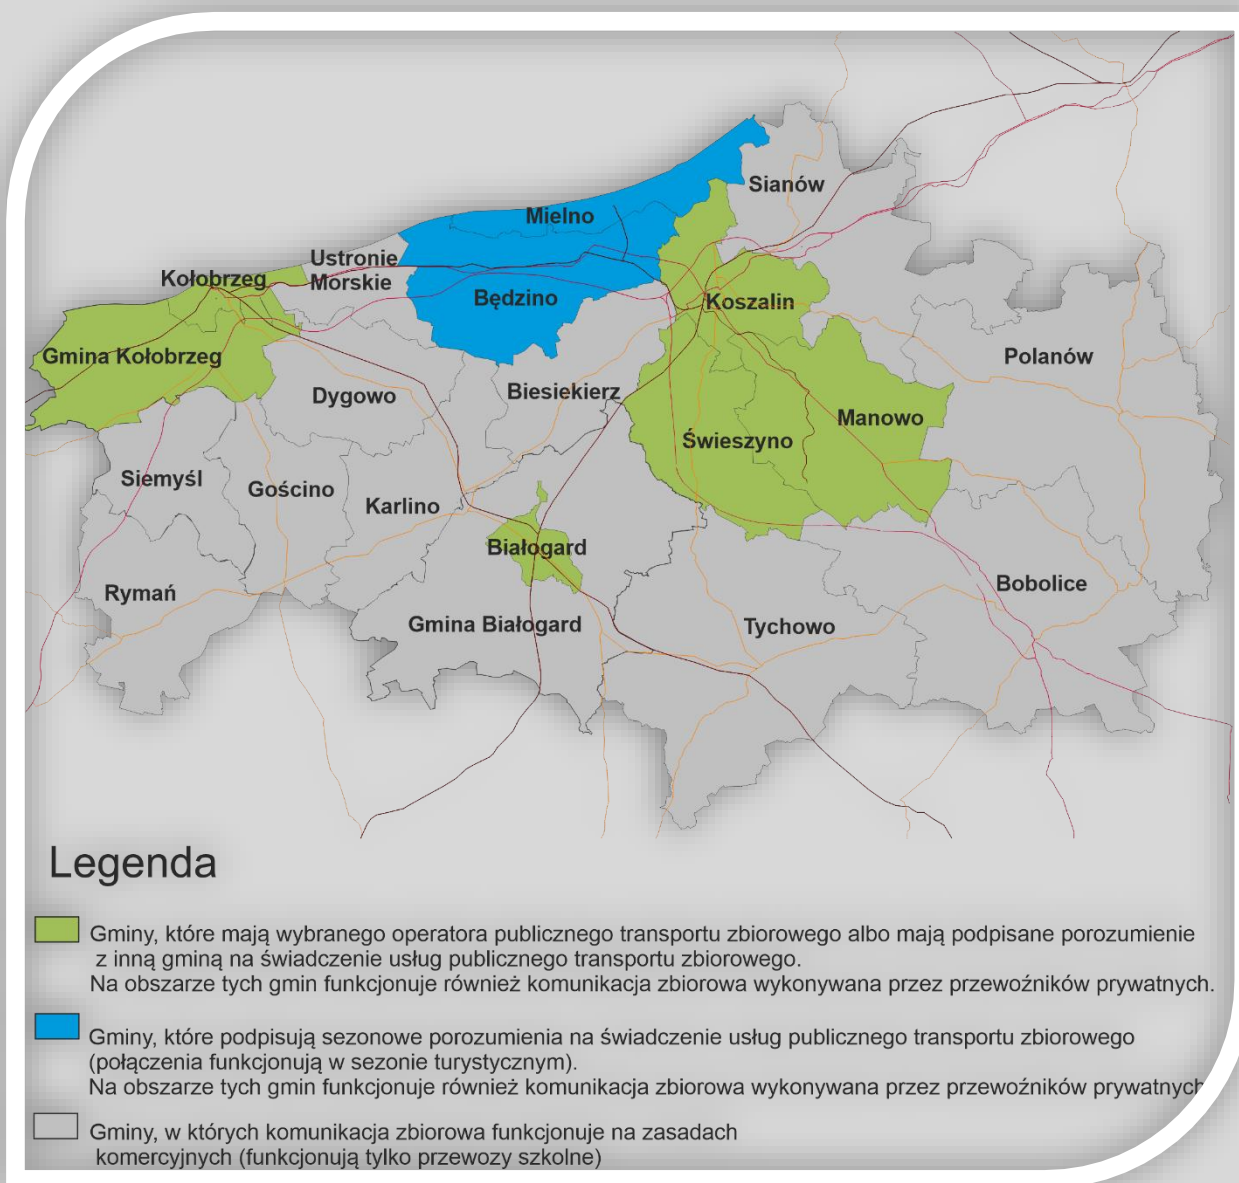 Sianów
Mielno
Ustronie
Morskie
Kołobrzeg
Będzino
Koszalin
Gmina Kołobrzeg
Polanów
Dygowo
Biesiekierz
Manowo
Świeszyno
Siemyśl
Gościno
Karlino
Białogard
Rymań
Bobolice
Gmina Białogard
Tychowo
Legenda
Gminy, które mają wybranego operatora publicznego transportu zbiorowego albo mają podpisane porozumienie
z inną gminą na świadczenie usług publicznego transportu zbiorowego.
Na obszarze tych gmin funkcjonuje również komunikacja zbiorowa wykonywana przez przewoźników prywatnych.
Gminy, które podpisują sezonowe porozumienia na świadczenie usług publicznego transportu zbiorowego
(połączenia funkcjonują w sezonie turystycznym).
Na obszarze tych gmin funkcjonuje również komunikacja zbiorowa wykonywana przez przewoźników prywatnych
Gminy, w których komunikacja zbiorowa funkcjonuje na zasadach
komercyjnych (funkcjonują tylko przewozy szkolne)